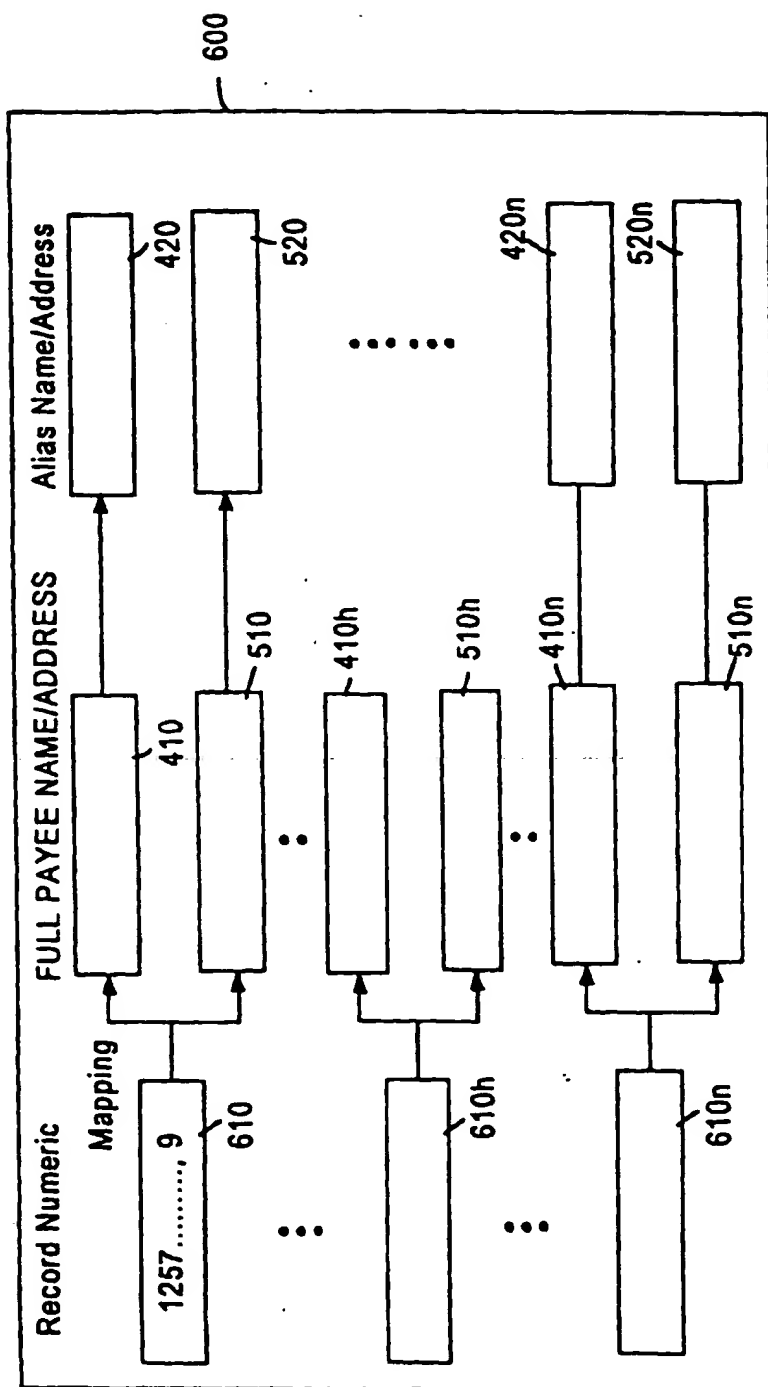 600
Record Numeric
FULL PAYEE NAME/ADDRESS
Alias Name/Address
Mapping
1257.........., 9
610
410
420
510
520
410h
610h
510h
410n
420n
610n
510n
520n